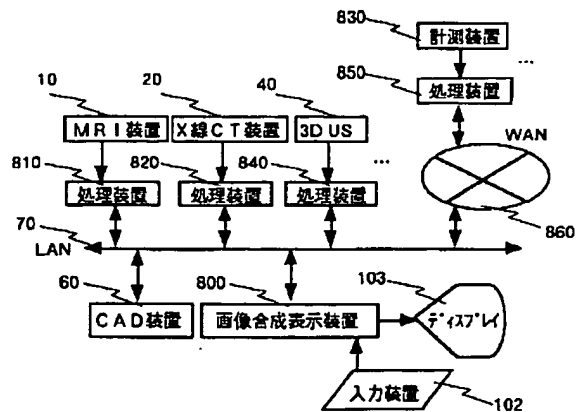 830
計測装置
…
10
20
40
850
処理装置
MRI装置
X線CT装置
3D US
WAN
810
820
840
…
処理装置
処理装置
処理装置
860
70
LAN
60
800
103
CAD装置
画像合成表示装置
ディスプレイ
入力装置
102